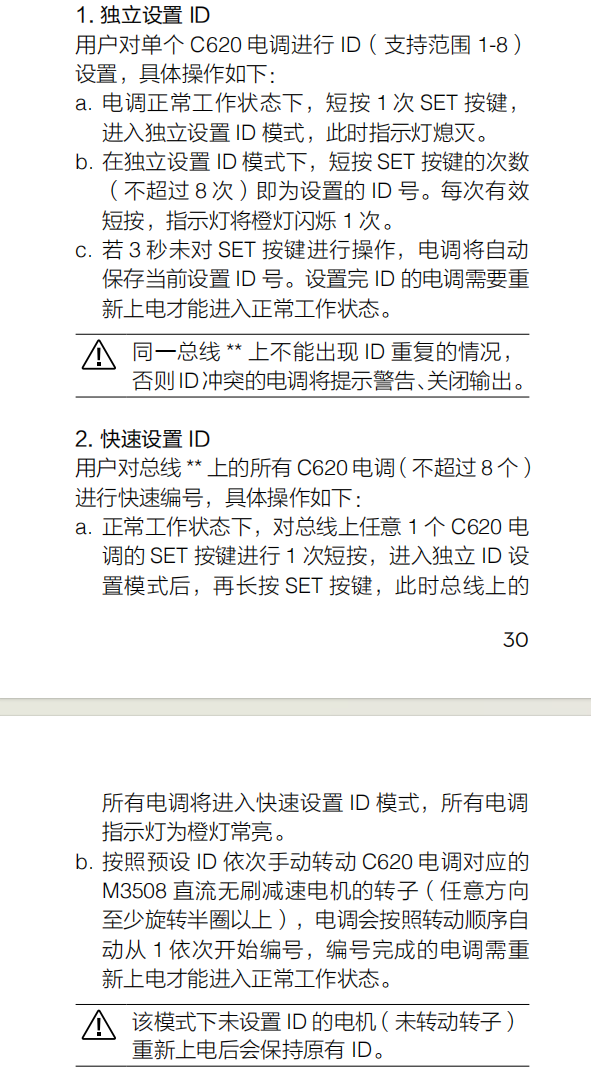 1. 独立设置 ID
用户对单个 C620 电调进行 ID（支持范围 1-8）
设置，具体操作如下：
a. 电调正常工作状态下，短按 1 次 SET 按键，
进入独立设置 ID 模式，此时指示灯熄灭。
b. 在独立设置 ID 模式下，短按 SET 按键的次数
（不超过 8 次）即为设置的 ID 号。每次有效
短按，指示灯将橙灯闪烁 1 次。
c. 若 3 秒未对 SET 按键进行操作，电调将自动
保存当前设置 ID 号。设置完 ID 的电调需要重
新上电才能进入正常工作状态。
同一总线 ** 上不能出现 ID 重复的情况，
否则 ID 冲突的电调将提示警告、关闭输出。
2. 快速设置 ID
用户对总线 ** 上的所有 C620 电调（不超过 8 个）
进行快速编号，具体操作如下：
a. 正常工作状态下，对总线上任意 1 个 C620 电
调的 SET 按键进行 1 次短按，进入独立 ID 设
置模式后，再长按 SET 按键，此时总线上的
30
所有电调将进入快速设置 ID 模式，所有电调
指示灯为橙灯常亮。
b. 按照预设 ID 依次手动转动 C620 电调对应的
M3508 直流无刷减速电机的转子（任意方向
至少旋转半圈以上），电调会按照转动顺序自
动从 1 依次开始编号，编号完成的电调需重
新上电才能进入正常工作状态。
该模式下未设置 ID 的电机（未转动转子）
重新上电后会保持原有 ID。